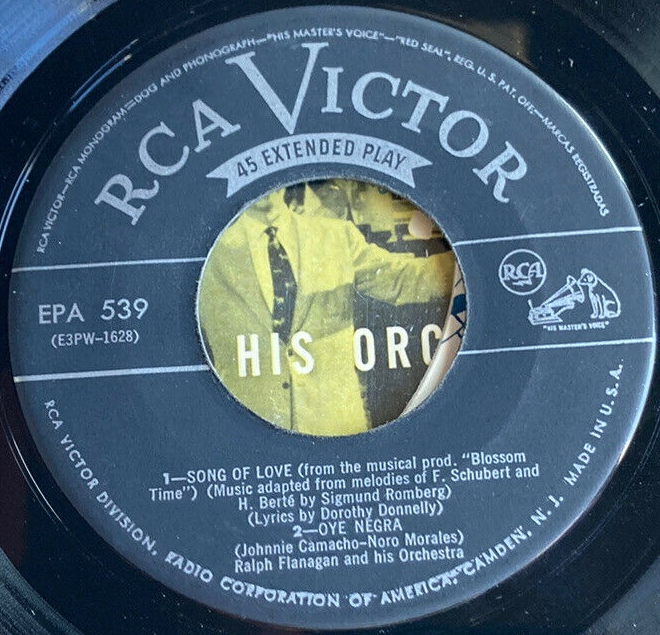 RCA VICTOR—RCA MONOGRAM—DOG AND PHONOGRAPH—"HIS MASTER'S VOICE"—"RED SEAL", REG. U.S. PAT. OFF.—MARCAS REGISTRADAS
RCA VICTOR
45 EXTENDED PLAY
RCA
"HIS MASTER'S VOICE"
EPA 539
(E3PW-1628)
HIS ORC
1—SONG OF LOVE (from the musical prod. "Blossom
Time") (Music adapted from melodies of F. Schubert and
H. Berté by Sigmund Romberg)
(Lyrics by Dorothy Donnelly)
2—OYE NEGRA
(Johnnie Camacho-Noro Morales)
Ralph Flanagan and his Orchestra
RCA VICTOR DIVISION, RADIO CORPORATION OF AMERICA, CAMDEN, N. J. MADE IN U.S.A.